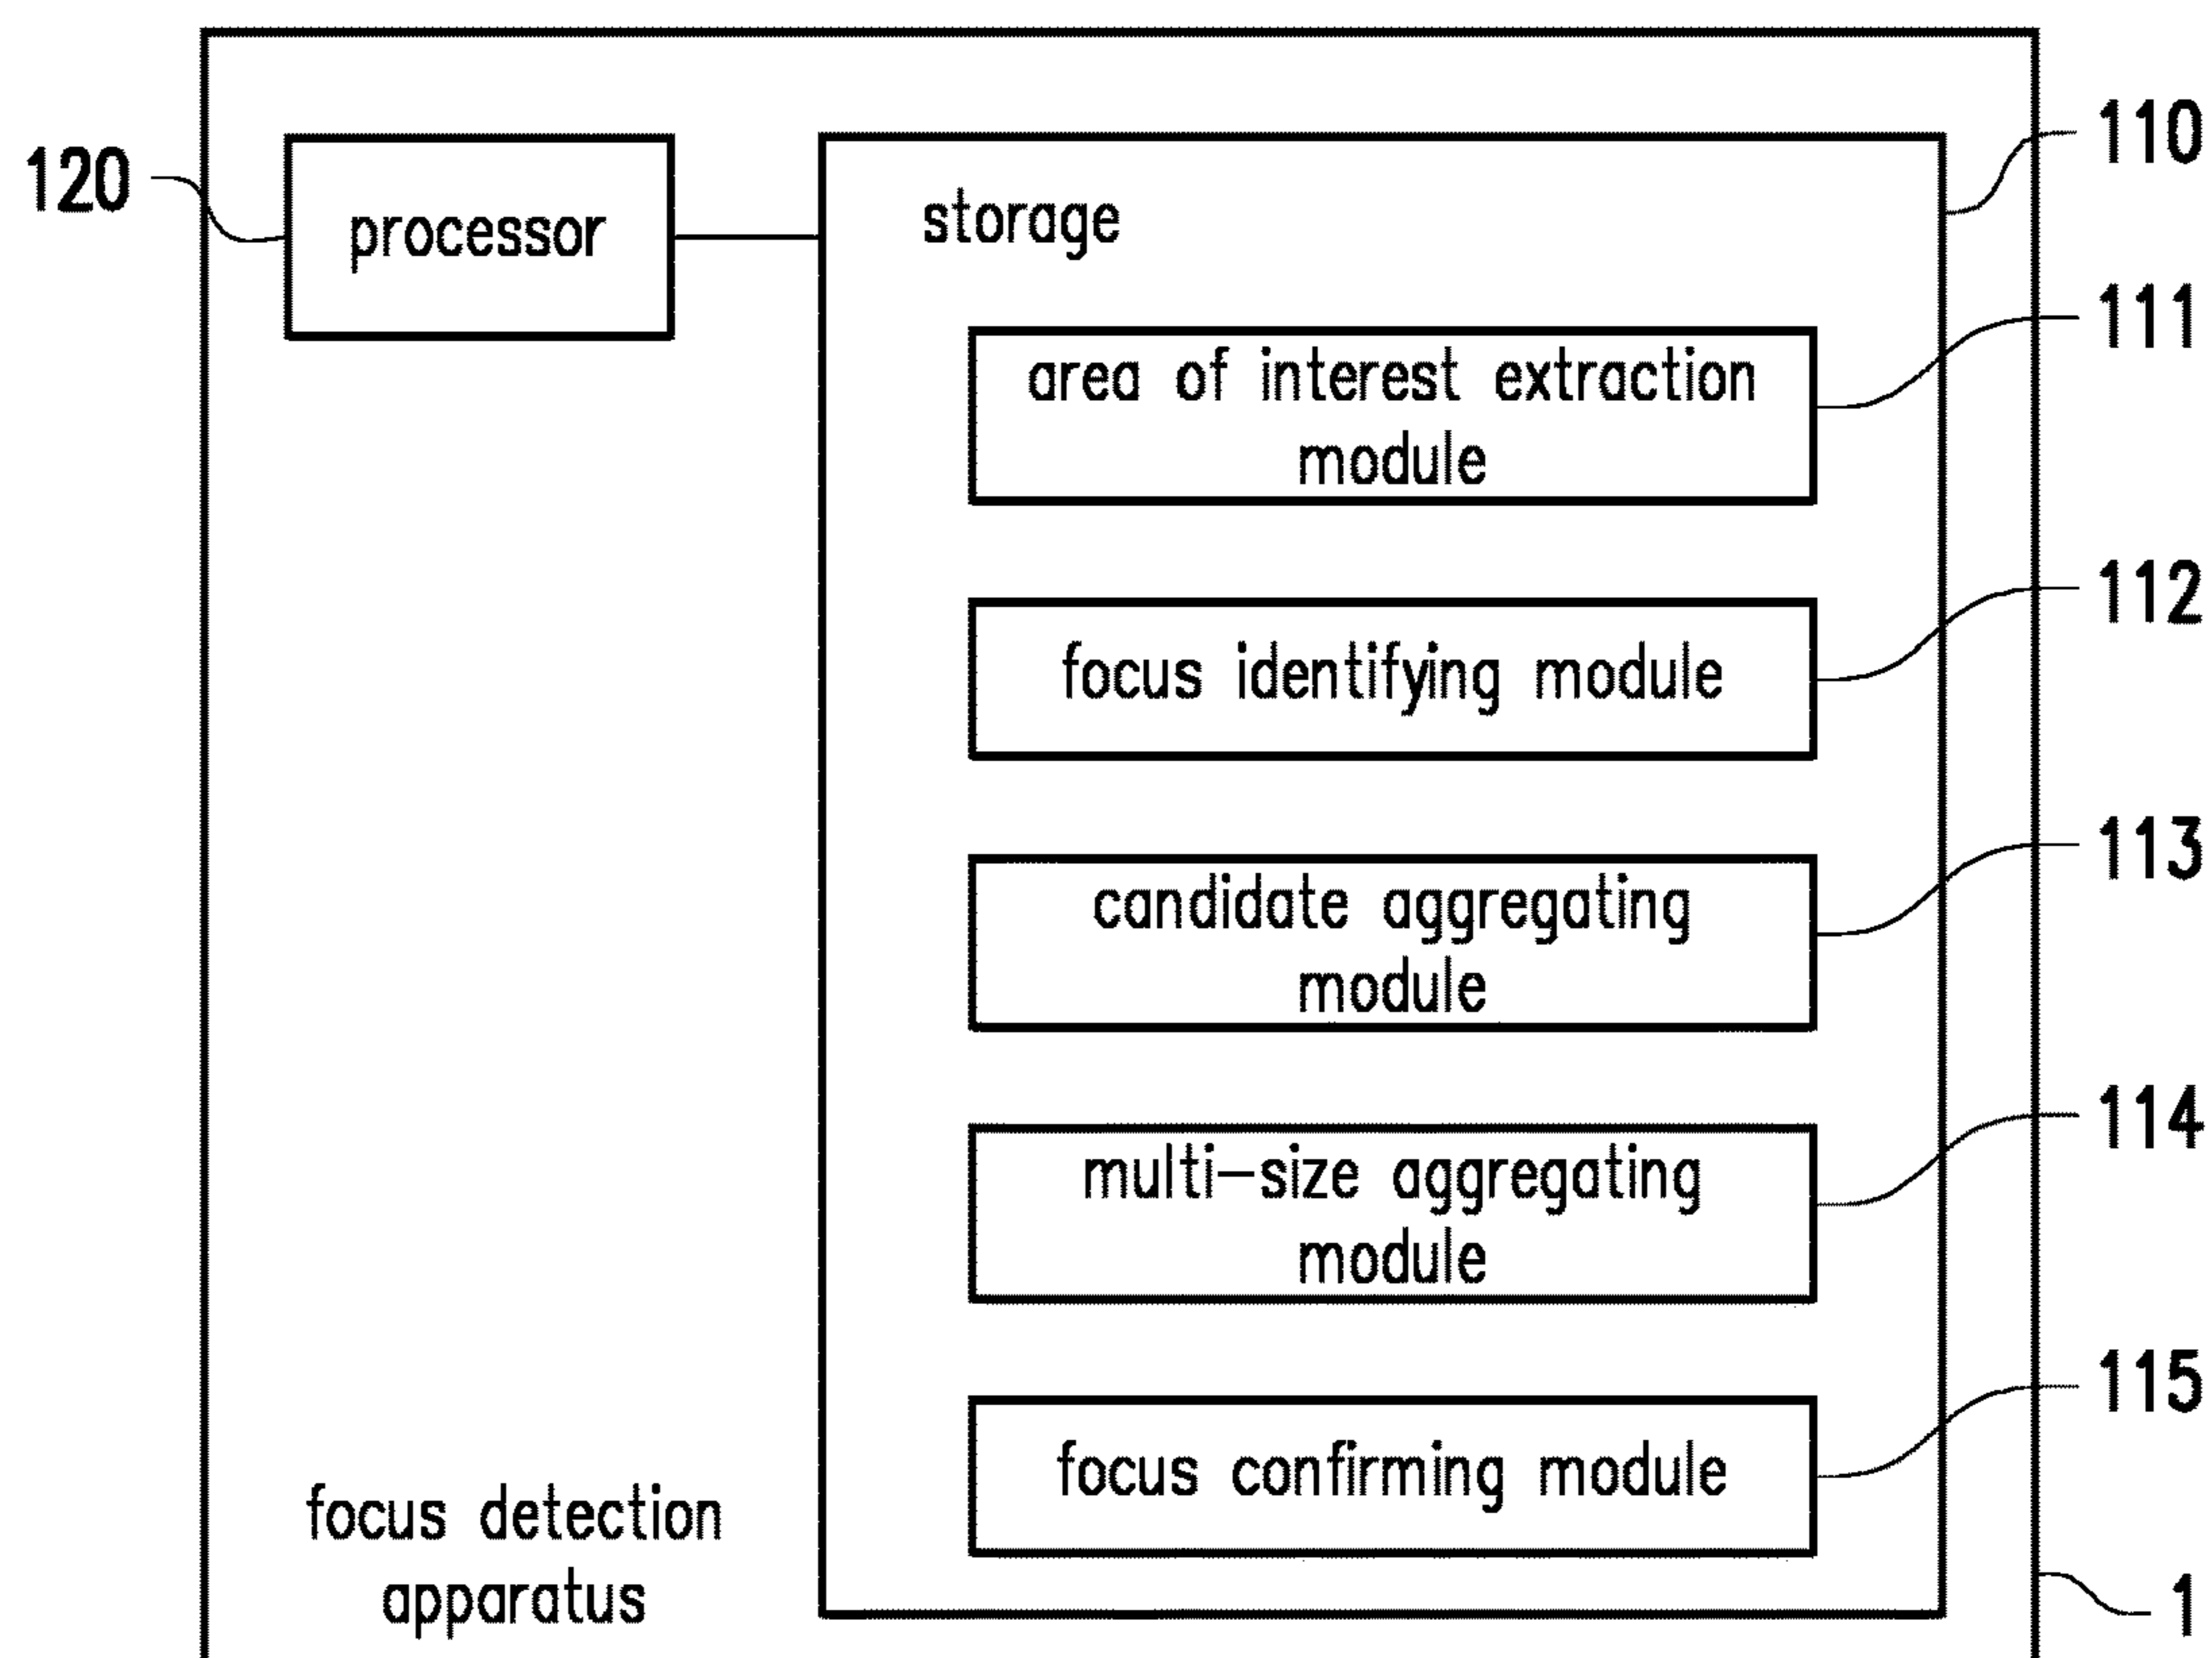 110
120
processor
storage
111
area of interest extraction
module
112
focus identifying module
113
candidate aggregating
module
114
multi-size aggregating
module
115
focus confirming module
focus detection
apparatus
1